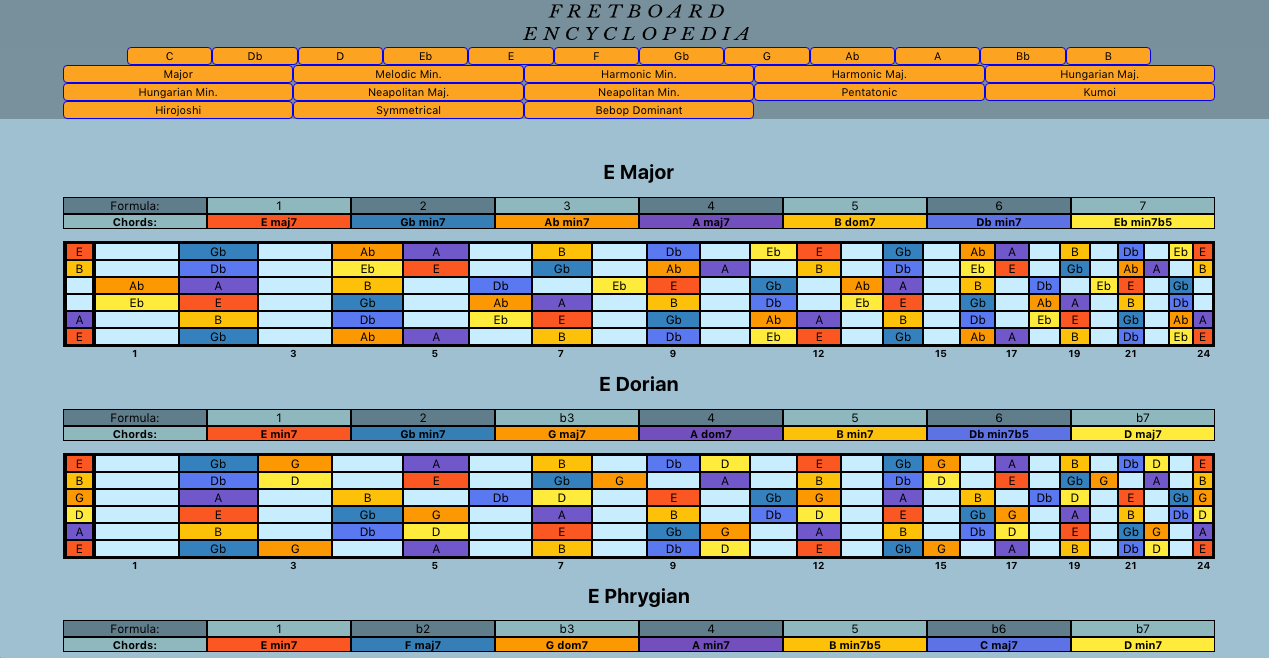 FRETBOARD
ENCYCLOPEDIA
C Db D Eb E F Gb G Ab A Bb B
Major Melodic Min. Harmonic Min. Harmonic Maj. Hungarian Maj.
Hungarian Min. Neapolitan Maj. Neapolitan Min. Pentatonic Kumoi
Hirojoshi Symmetrical Bebop Dominant
E Major
Formula: 1 2 3 4 5 6 7
Chords: E maj7 Gb min7 Ab min7 A maj7 B dom7 Db min7 Eb min7b5
E Gb Ab A B Db Eb E Gb Ab A B Db Eb E
B Db Eb E Gb Ab A B Db Eb E Gb Ab A B
Ab A B Db Eb E Gb Ab A B Db Eb E Gb
Eb E Gb Ab A B Db Eb E Gb Ab A B Db
A B Db Eb E Gb Ab A B Db Eb E Gb Ab A
E Gb Ab A B Db Eb E Gb Ab A B Db Eb E
1 3 5 7 9 12 15 17 19 21 24
E Dorian
Formula: 1 2 b3 4 5 6 b7
Chords: E min7 Gb min7 G maj7 A dom7 B min7 Db min7b5 D maj7
E Gb G A B Db D E Gb G A B Db D E
B Db D E Gb G A B Db D E Gb G A B
G A B Db D E Gb G A B Db D E Gb G
D E Gb G A B Db D E Gb G A B Db D
A B Db D E Gb G A B Db D E Gb G A
E Gb G A B Db D E Gb G A B Db D E
1 3 5 7 9 12 15 17 19 21 24
E Phrygian
Formula: 1 b2 b3 4 5 b6 b7
Chords: E min7 F maj7 G dom7 A min7 B min7b5 C maj7 D min7